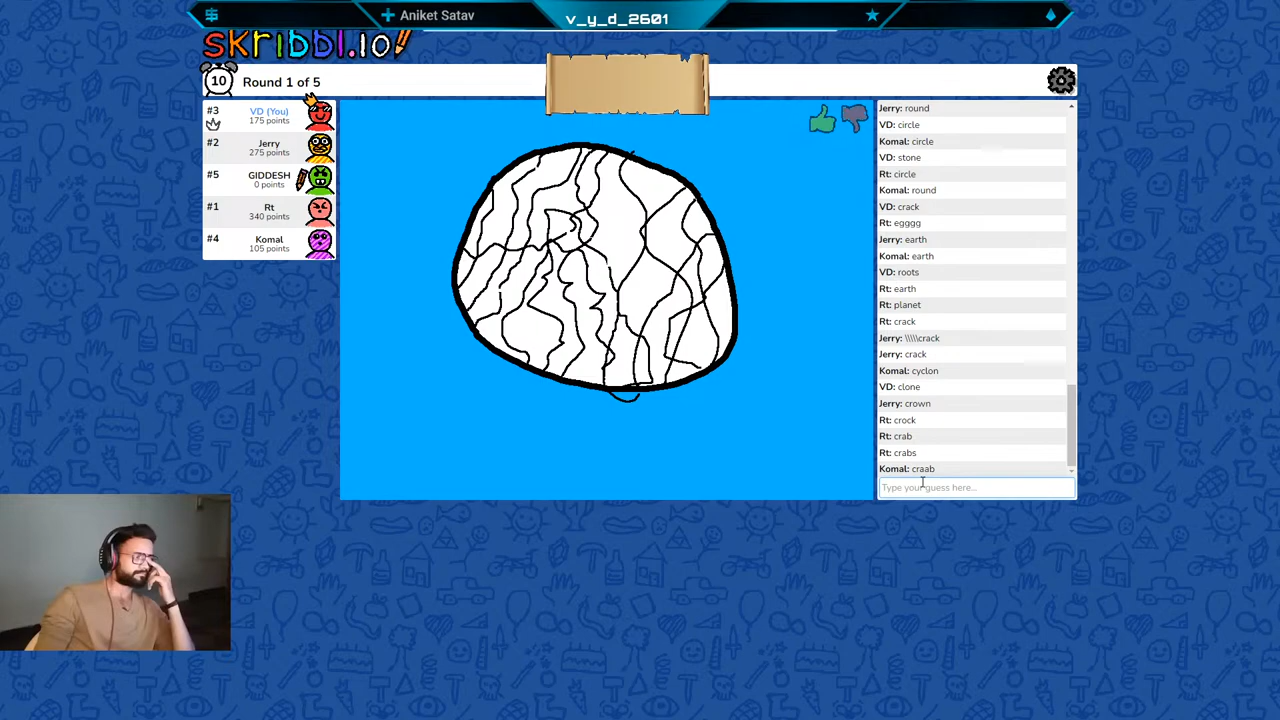 Aniket Satav
v_y_d_2601
skribbl.io
10
Round 1 of 5
#3
VD (You)
175 points
#2
Jerry
275 points
#5
GIDDESH
0 points
#1
Rt
340 points
#4
Komal
105 points
Jerry: round
VD: circle
Komal: circle
VD: stone
Rt: circle
Komal: round
VD: crack
Rt: egggg
Jerry: earth
Komal: earth
VD: roots
Rt: earth
Rt: planet
Rt: crack
Jerry: \\\\\crack
Jerry: crack
Komal: cyclon
VD: clone
Jerry: crown
Rt: crock
Rt: crab
Rt: crabs
Komal: craab
Type your guess here...